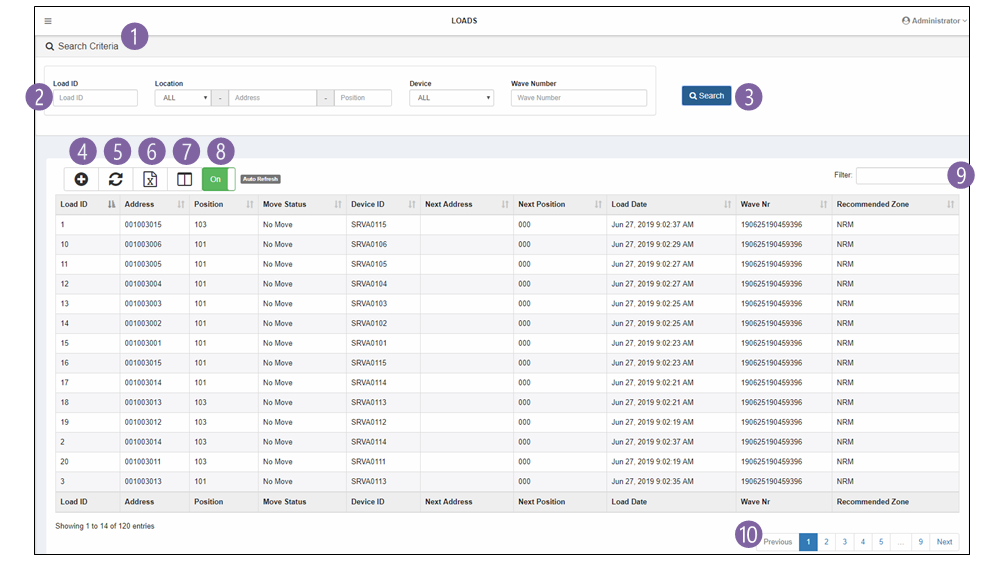 LOADS Administrator
Search Criteria 1
Load ID Location Device Wave Number
2 Load ID ALL - Address - Position ALL Wave Number Search 3
4 5 6 7 8
X On Auto Refresh Filter: 9
Load ID Address Position Move Status Device ID Next Address Next Position Load Date Wave Nr Recommended Zone
1 001003015 103 No Move SRVA0115 000 Jun 27, 2019 9:02:37 AM 190625190459396 NRM
10 001003006 101 No Move SRVA0106 000 Jun 27, 2019 9:02:29 AM 190625190459396 NRM
11 001003005 101 No Move SRVA0105 000 Jun 27, 2019 9:02:27 AM 190625190459396 NRM
12 001003004 101 No Move SRVA0104 000 Jun 27, 2019 9:02:27 AM 190625190459396 NRM
13 001003003 101 No Move SRVA0103 000 Jun 27, 2019 9:02:25 AM 190625190459396 NRM
14 001003002 101 No Move SRVA0102 000 Jun 27, 2019 9:02:25 AM 190625190459396 NRM
15 001003001 101 No Move SRVA0101 000 Jun 27, 2019 9:02:23 AM 190625190459396 NRM
16 001003015 101 No Move SRVA0115 000 Jun 27, 2019 9:02:23 AM 190625190459396 NRM
17 001003014 101 No Move SRVA0114 000 Jun 27, 2019 9:02:21 AM 190625190459396 NRM
18 001003013 103 No Move SRVA0113 000 Jun 27, 2019 9:02:21 AM 190625190459396 NRM
19 001003012 103 No Move SRVA0112 000 Jun 27, 2019 9:02:19 AM 190625190459396 NRM
2 001003014 103 No Move SRVA0114 000 Jun 27, 2019 9:02:37 AM 190625190459396 NRM
20 001003011 103 No Move SRVA0111 000 Jun 27, 2019 9:02:19 AM 190625190459396 NRM
3 001003013 101 No Move SRVA0113 000 Jun 27, 2019 9:02:35 AM 190625190459396 NRM
Load ID Address Position Move Status Device ID Next Address Next Position Load Date Wave Nr Recommended Zone
Showing 1 to 14 of 120 entries
10 Previous 1 2 3 4 5 ... 9 Next